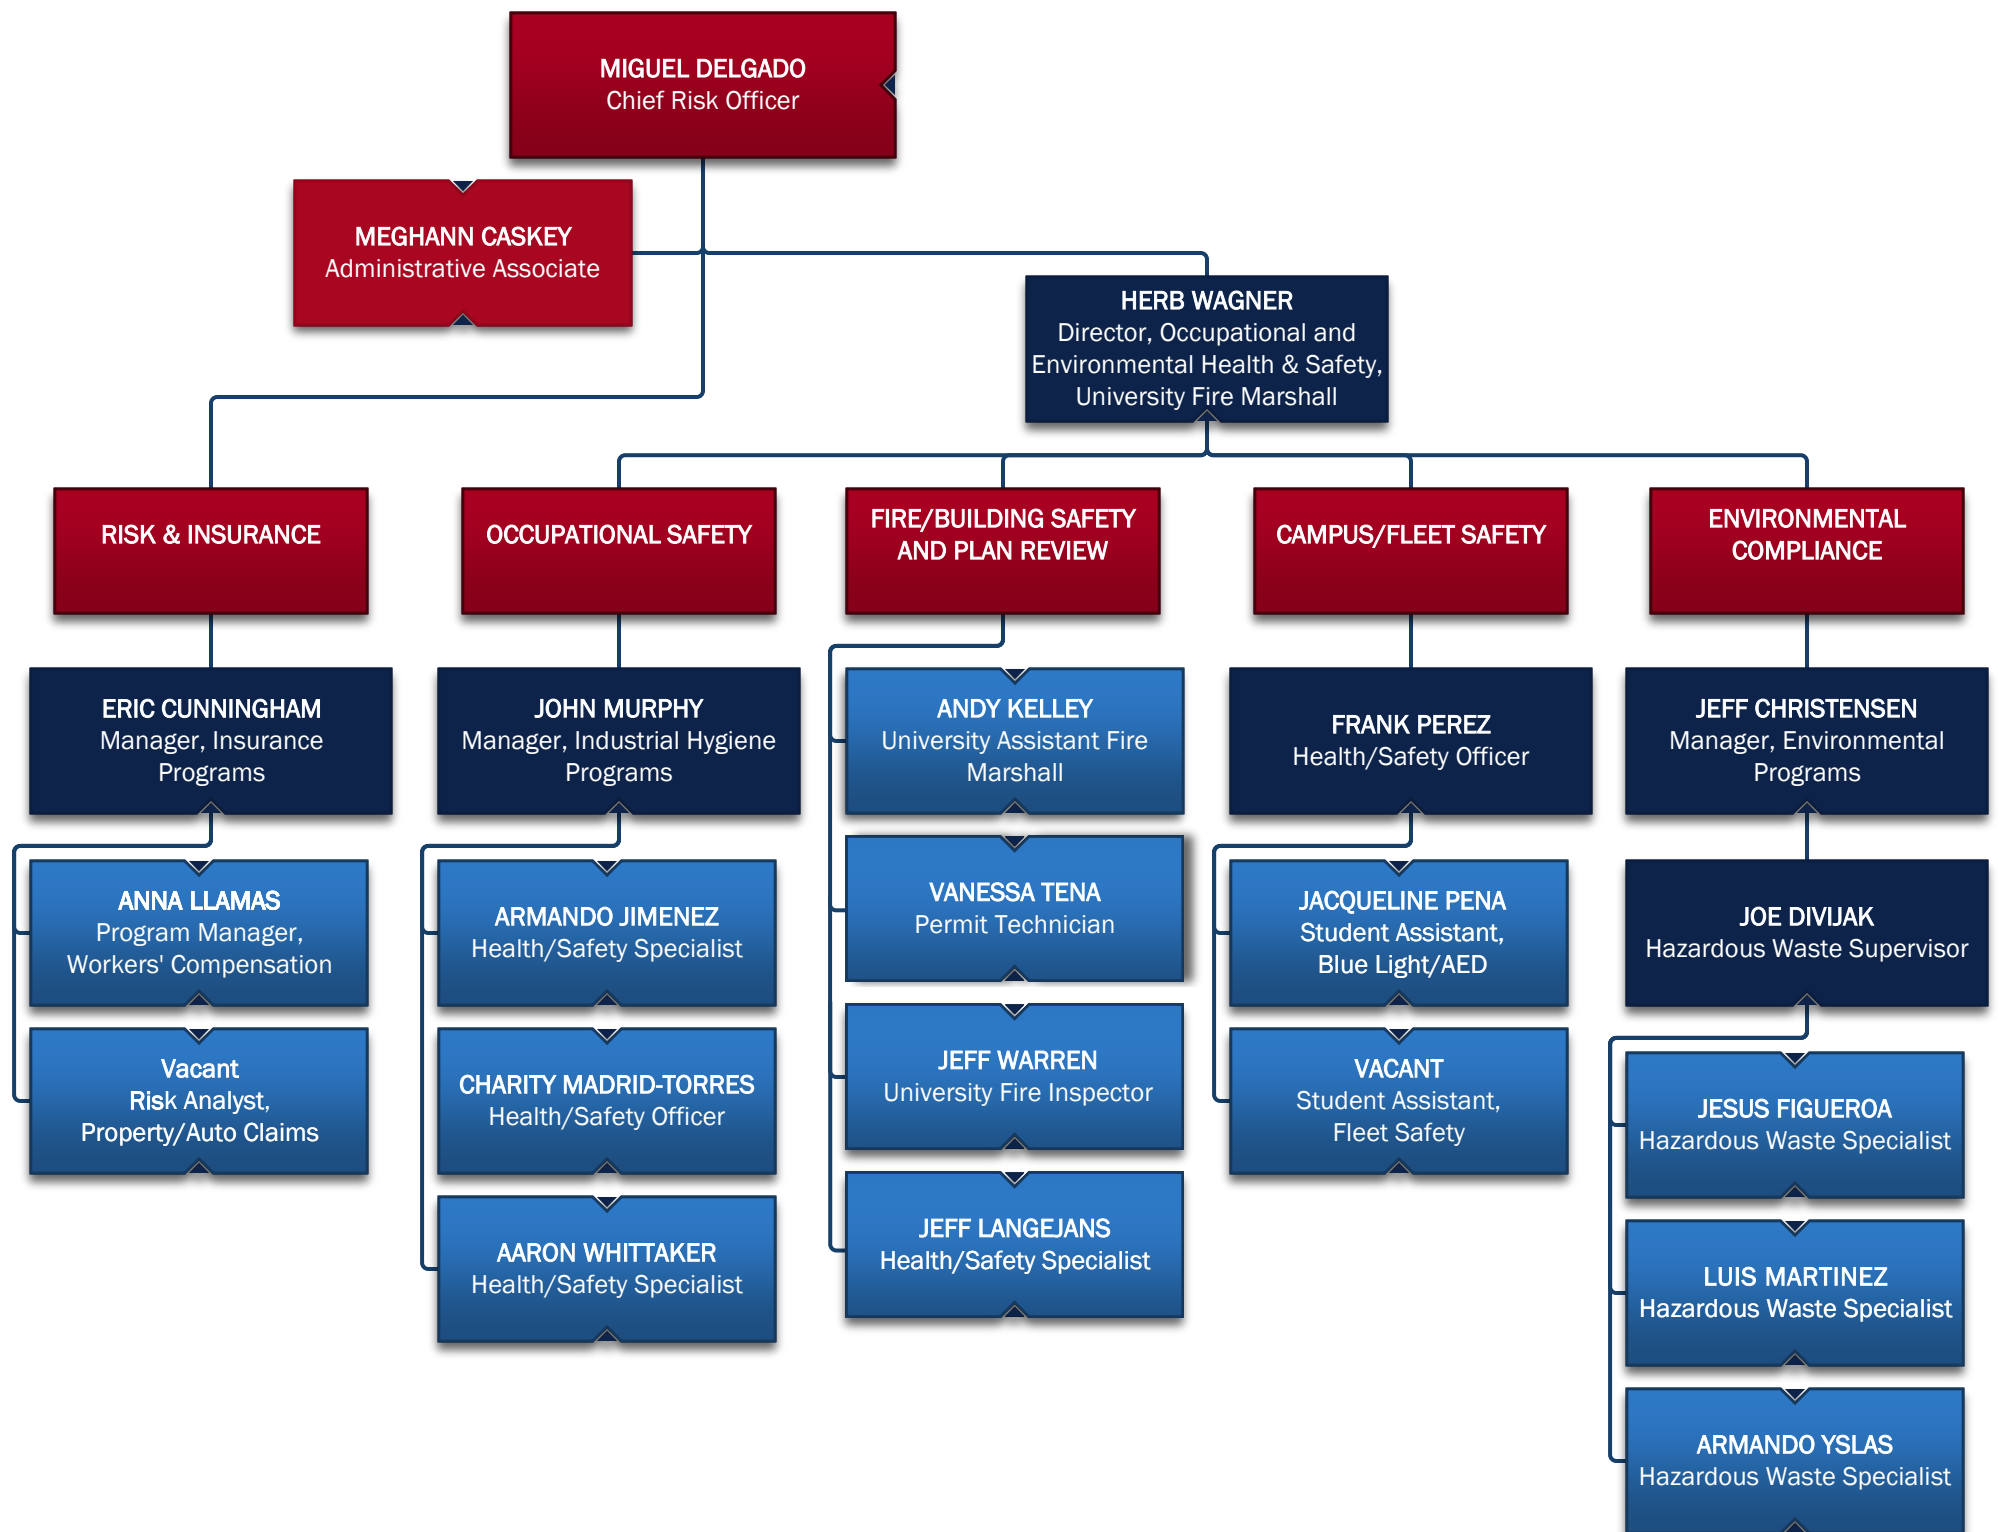 MIGUEL DELGADO
Chief Risk Officer
MEGHANN CASKEY
Administrative Associate
HERB WAGNER
Director, Occupational and
Environmental Health & Safety,
University Fire Marshall
RISK & INSURANCE
OCCUPATIONAL SAFETY
FIRE/BUILDING SAFETY
AND PLAN REVIEW
CAMPUS/FLEET SAFETY
ENVIRONMENTAL
COMPLIANCE
ERIC CUNNINGHAM
Manager, Insurance
Programs
JOHN MURPHY
Manager, Industrial Hygiene
Programs
ANDY KELLEY
University Assistant Fire
Marshall
FRANK PEREZ
Health/Safety Officer
JEFF CHRISTENSEN
Manager, Environmental
Programs
ANNA LLAMAS
Program Manager,
Workers' Compensation
ARMANDO JIMENEZ
Health/Safety Specialist
VANESSA TENA
Permit Technician
JACQUELINE PENA
Student Assistant,
Blue Light/AED
JOE DIVIJAK
Hazardous Waste Supervisor
Vacant
Risk Analyst,
Property/Auto Claims
CHARITY MADRID-TORRES
Health/Safety Officer
JEFF WARREN
University Fire Inspector
VACANT
Student Assistant,
Fleet Safety
JESUS FIGUEROA
Hazardous Waste Specialist
AARON WHITTAKER
Health/Safety Specialist
JEFF LANGEJANS
Health/Safety Specialist
LUIS MARTINEZ
Hazardous Waste Specialist
ARMANDO YSLAS
Hazardous Waste Specialist